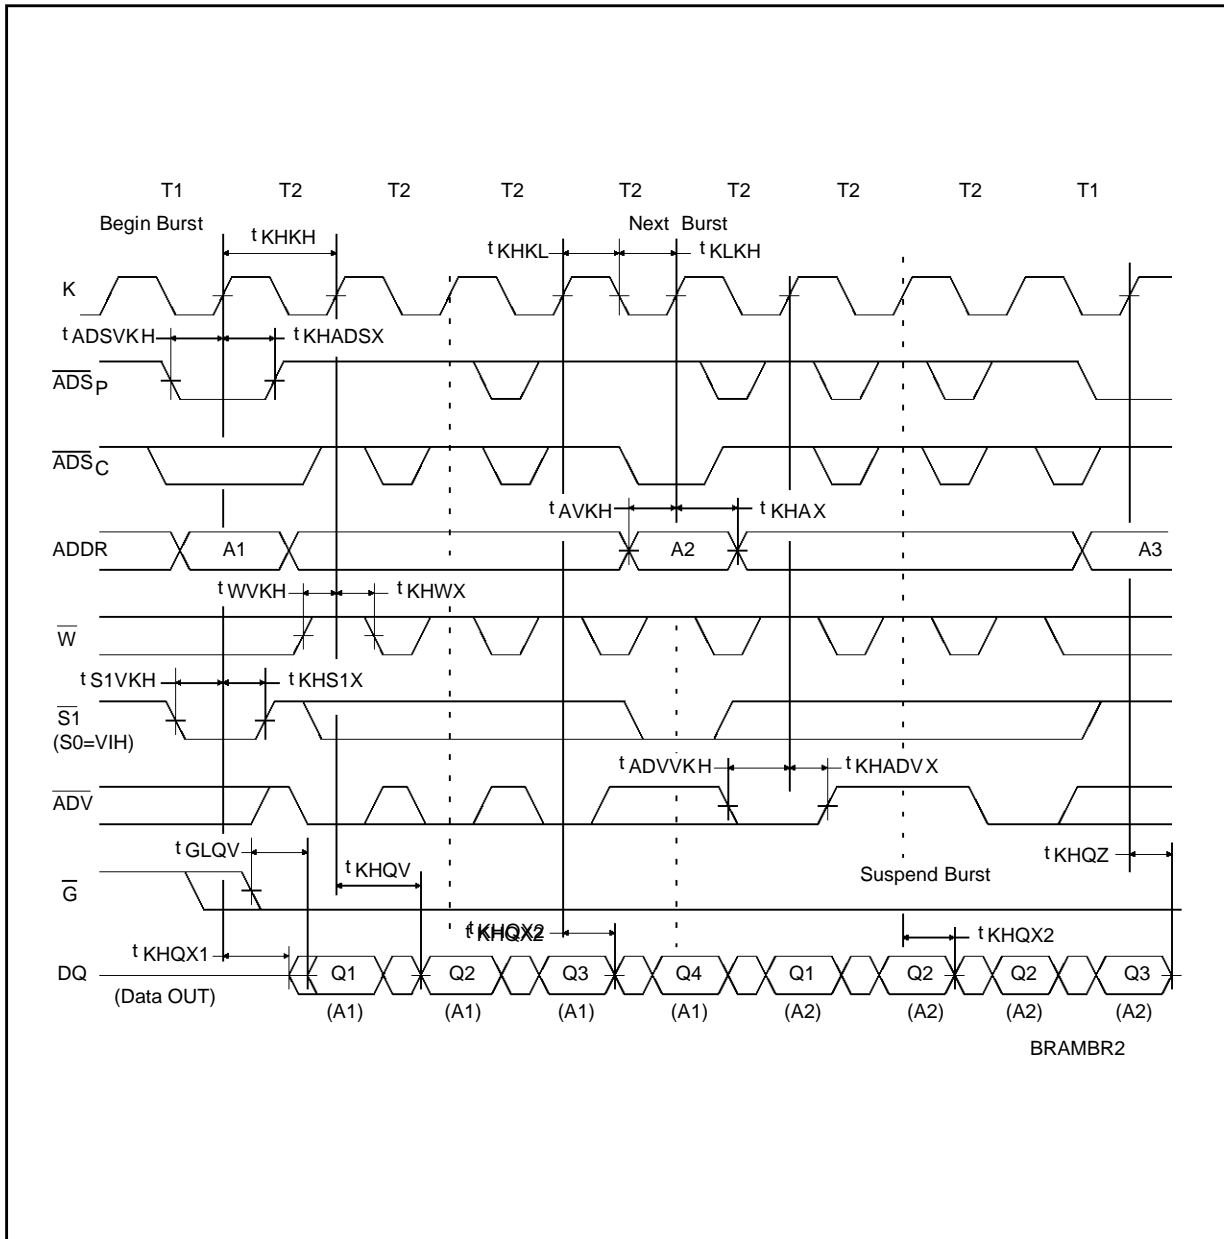 T1 T2 T2 T2 T2 T2 T2 T2 T1
Begin Burst Next Burst
t KHKH t KHKL t KLKH
K
t ADSVKH t KHADSX
ADS P
ADS C
t AVKH t KHAX
ADDR A1 A2 A3
t WVKH t KHWX
W
t S1VKH t KHS1X
S1
(S0=VIH)
t ADVVKH t KHADVX
ADV
t GLQV t KHQV t KHQZ
G Suspend Burst
t KHQX1 t KHQX2 t KHQX2
DQ Q1 Q2 Q3 Q4 Q1 Q2 Q2 Q3
(Data OUT) (A1) (A1) (A1) (A1) (A2) (A2) (A2) (A2)
BRAMBR2